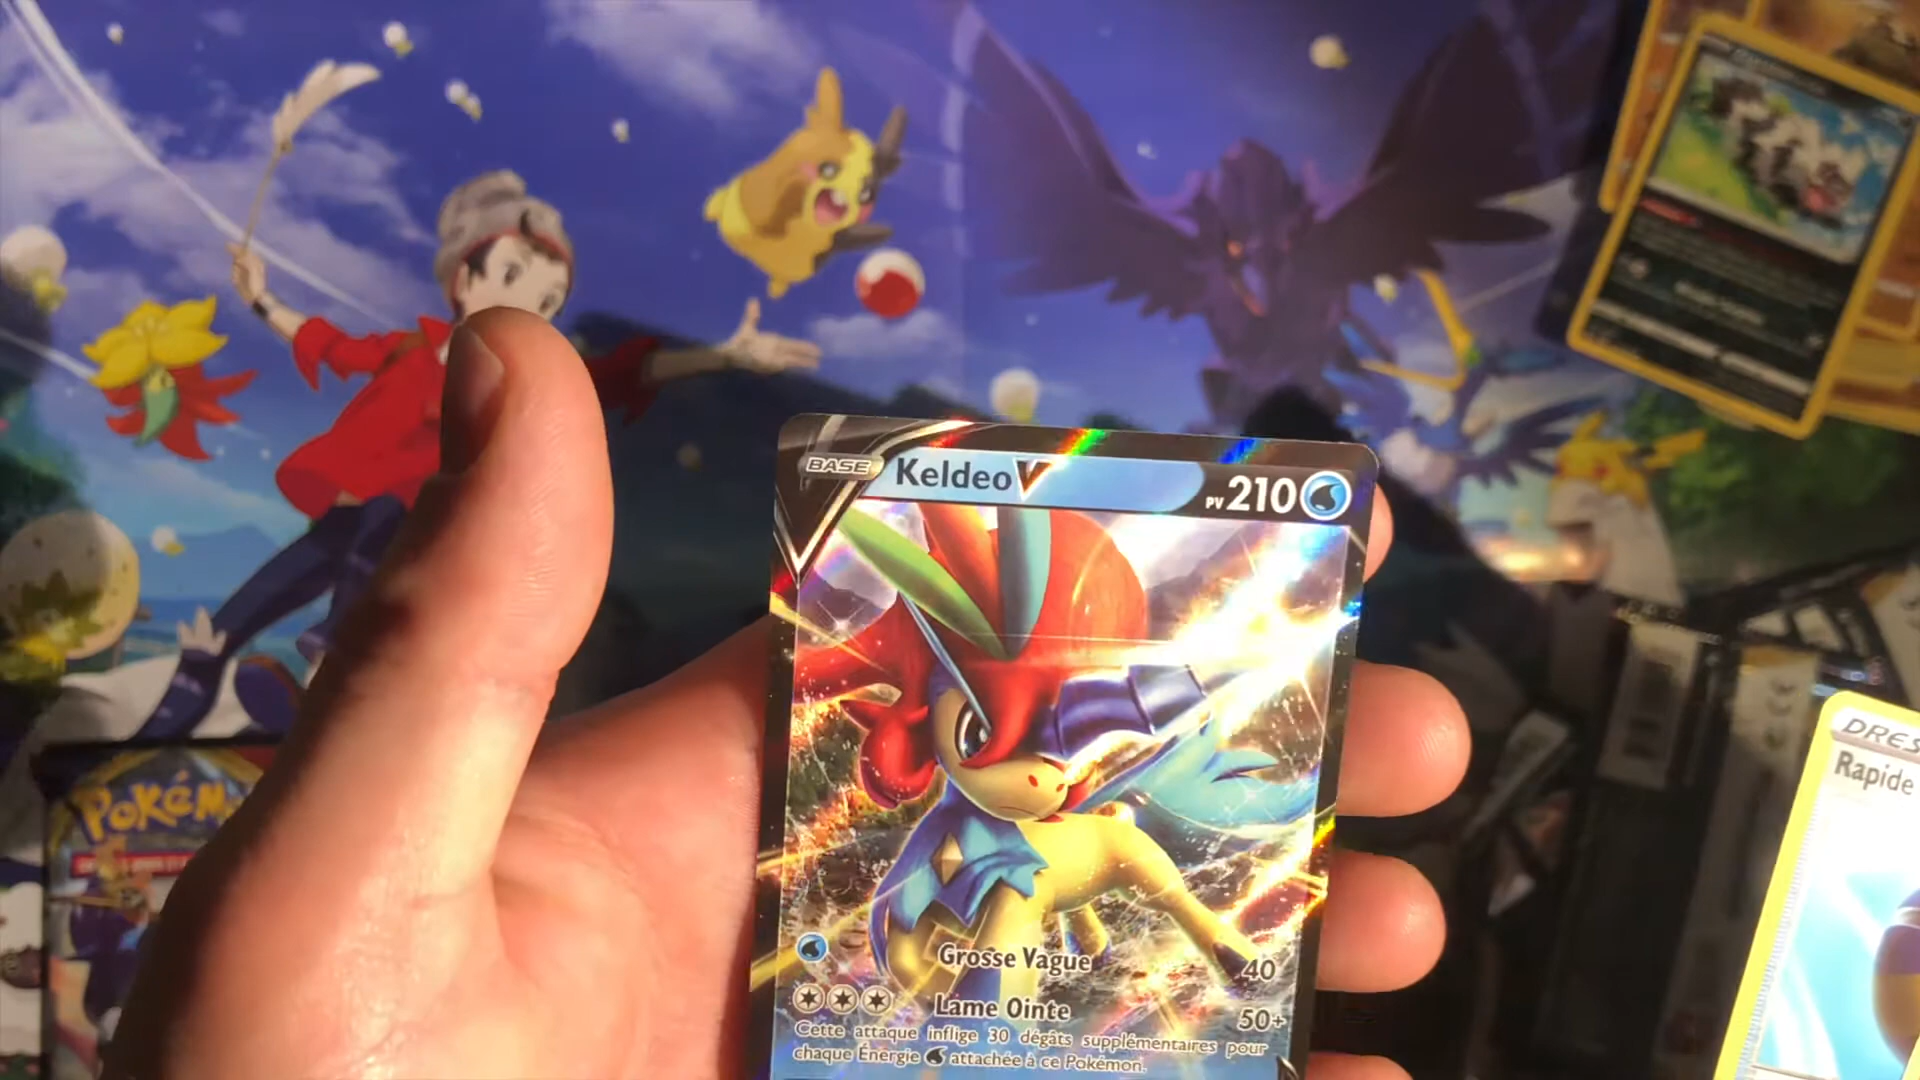 BASE
Keldeo V
PV 210
Grosse Vague
40
Lame Ointe
50+
Cette attaque inflige 30 dégâts supplémentaires pour
chaque Énergie attachée à ce Pokémon.
POKéM
DRES
Rapide